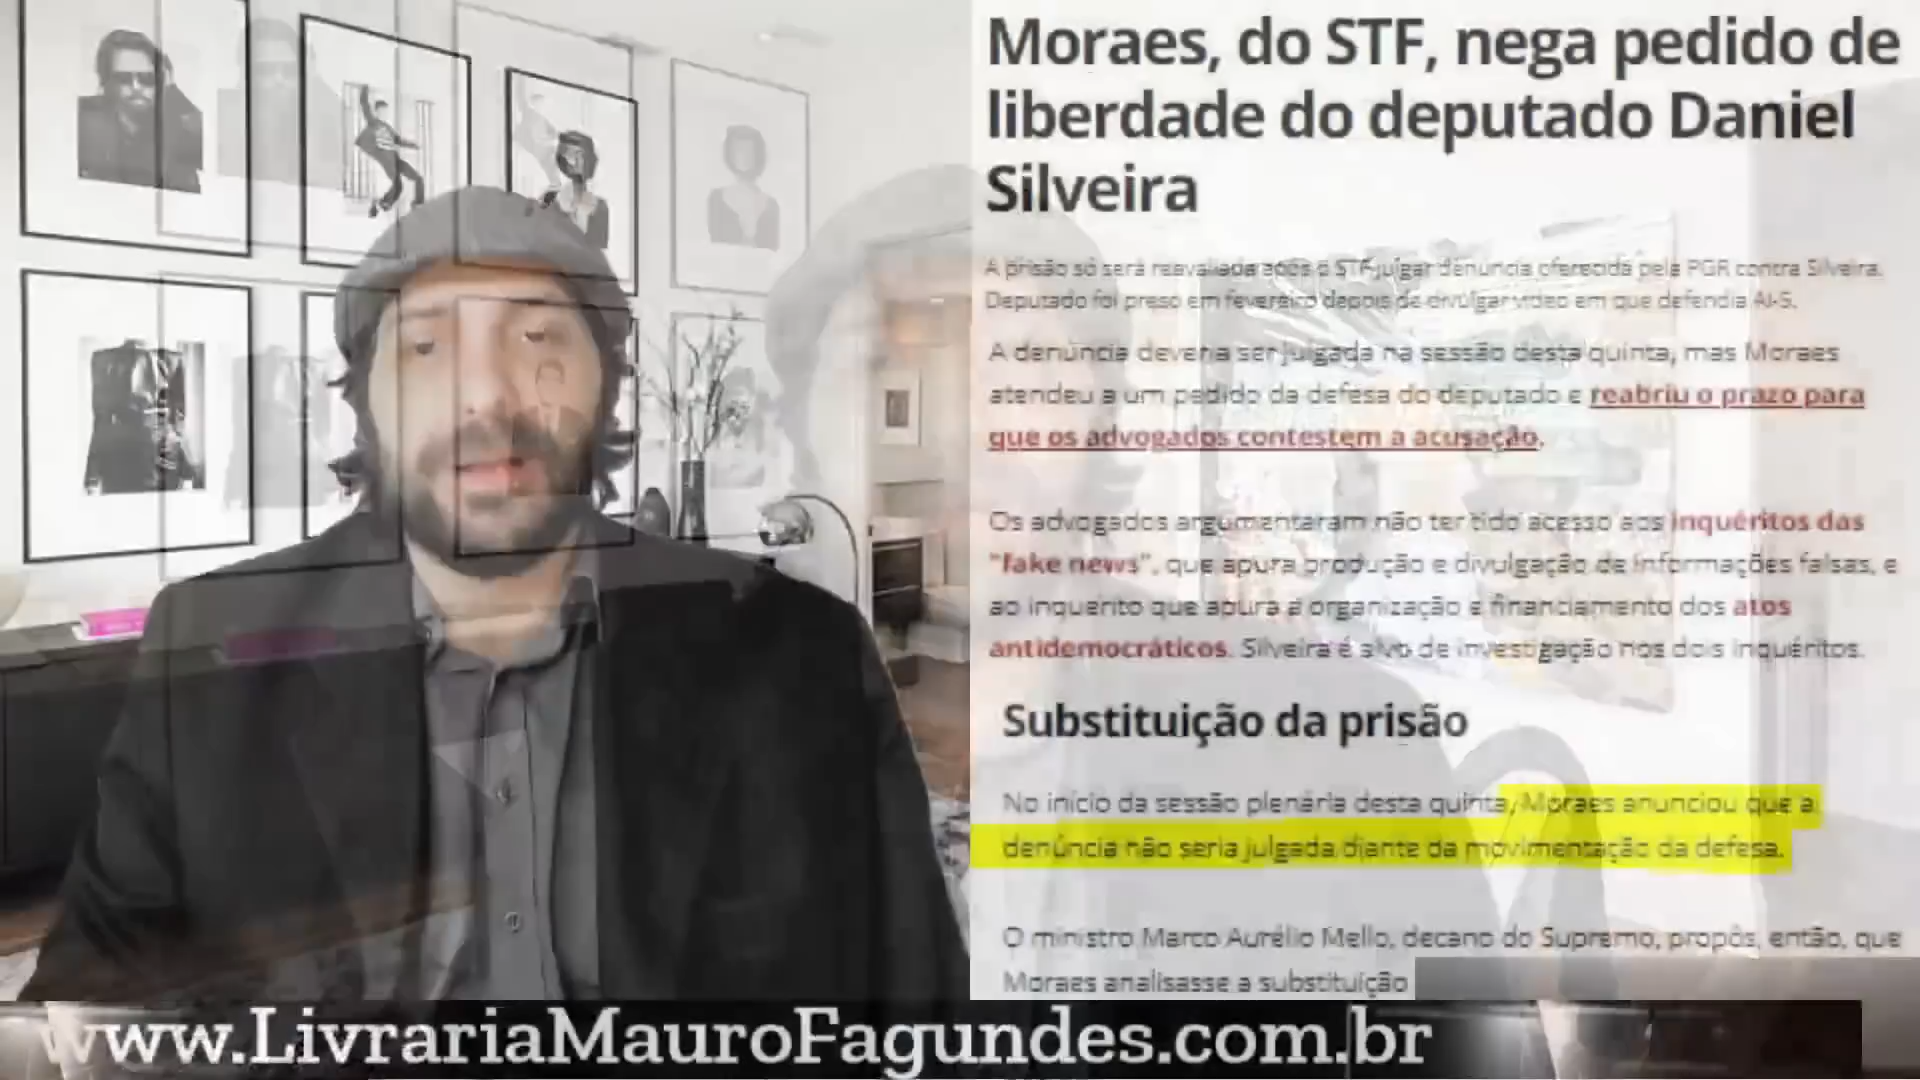 Moraes, do STF, nega pedido de
liberdade do deputado Daniel
Silveira
A prisão só será reavaliada após o STF julgar denúncia oferecida pela PGR contra Silveira.
Deputado foi preso em fevereiro depois de divulgar vídeo em que defendia AI-5.
A denúncia deveria ser julgada na sessão desta quinta, mas Moraes
atendeu a um pedido da defesa do deputado e reabriu o prazo para
que os advogados contestem a acusação.
Os advogados argumentaram não ter tido acesso aos inquéritos das
"fake news", que apura produção e divulgação de informações falsas, e
ao inquérito que apura a organização e financiamento dos atos
antidemocráticos. Silveira é alvo de investigação nos dois inquéritos.
Substituição da prisão
No início da sessão plenária desta quinta, Moraes anunciou que a
denúncia não seria julgada diante da movimentação da defesa.
O ministro Marco Aurélio Mello, decano do Supremo, propôs, então, que
Moraes analisasse a substituição
www.LivrariaMauroFagundes.com.br